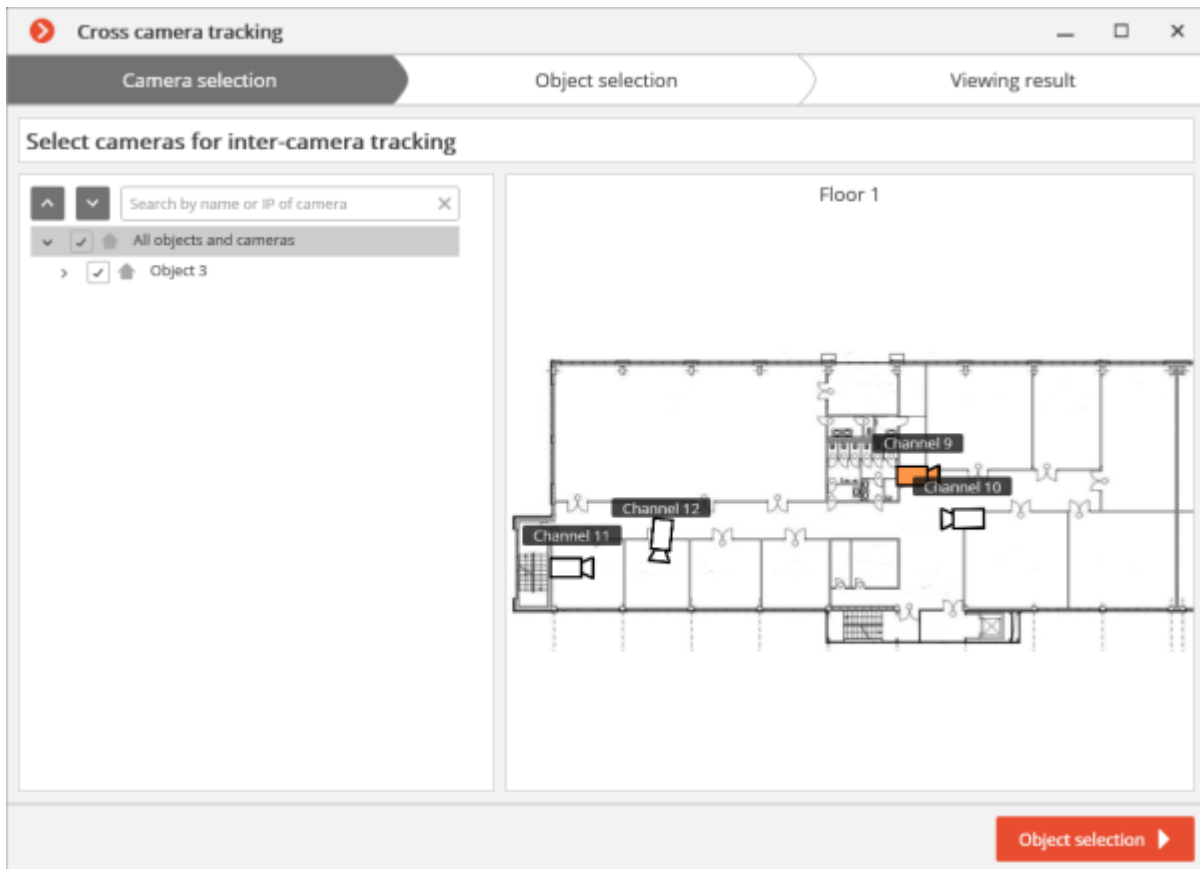 Cross camera tracking
Camera selection
Object selection
Viewing result
Select cameras for inter-camera tracking
Search by name or IP of camera
All objects and cameras
Object 3
Floor 1
Channel 9
Channel 10
Channel 12
Channel 11
Object selection